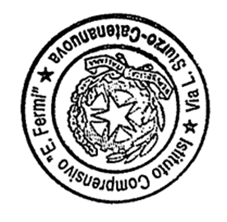 ★ Istituto Comprensivo "E. Fermi" ★
Via L. Sturzo-Catenanuova